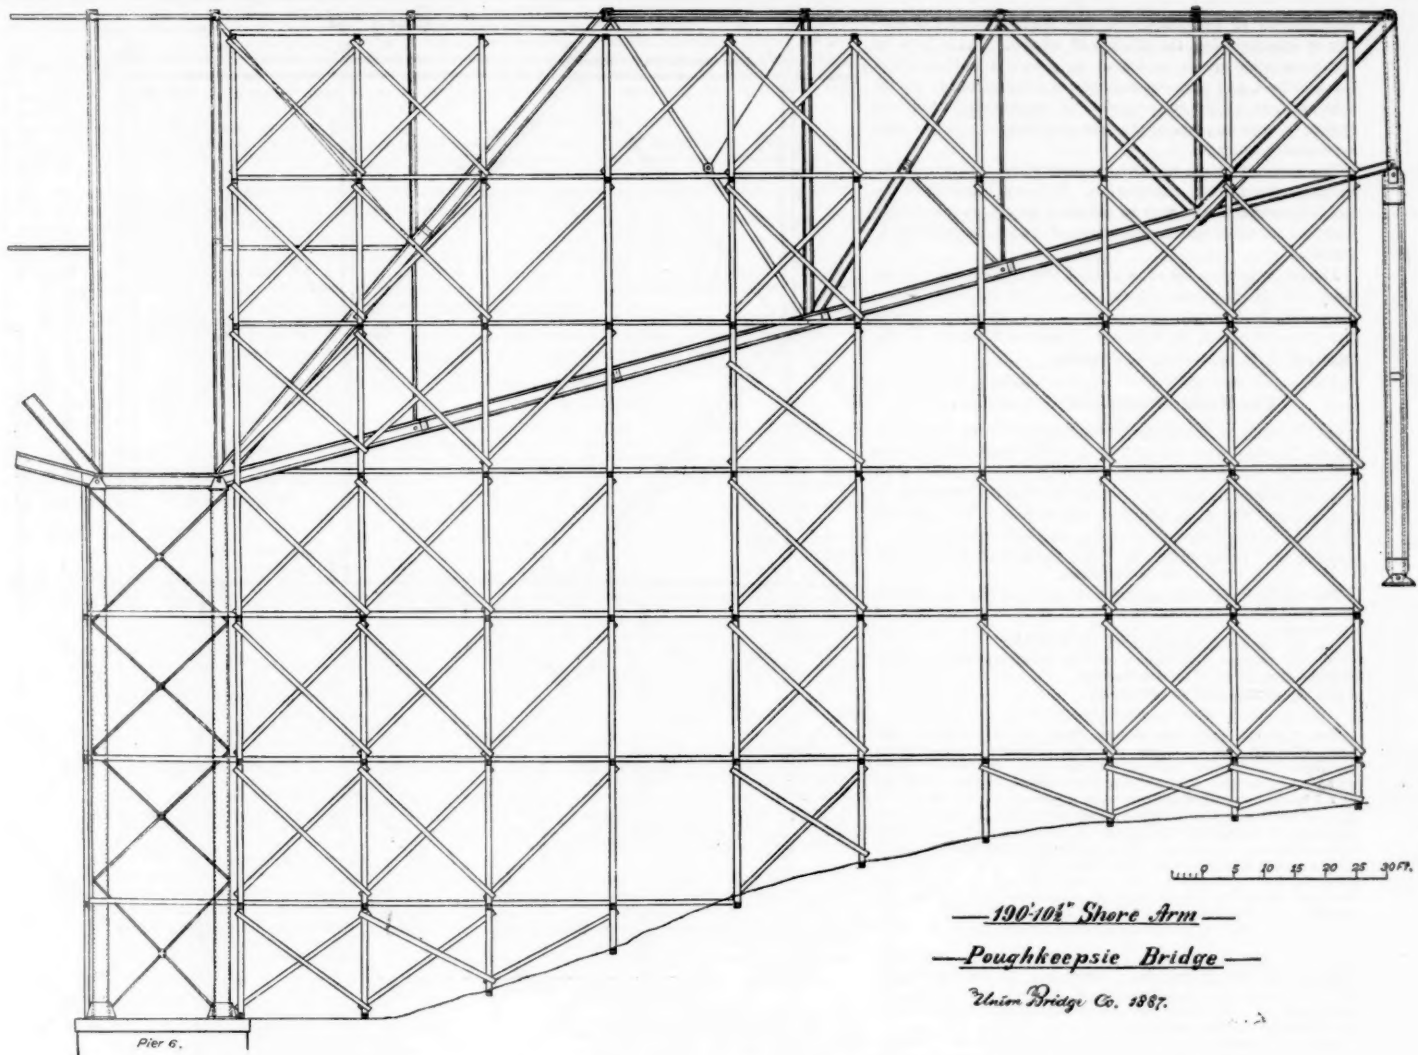 0 5 10 15 20 25 30 FT.
190'-10½" Shore Arm
Poughkeepsie Bridge
Union Bridge Co. 1887.
Pier 6.